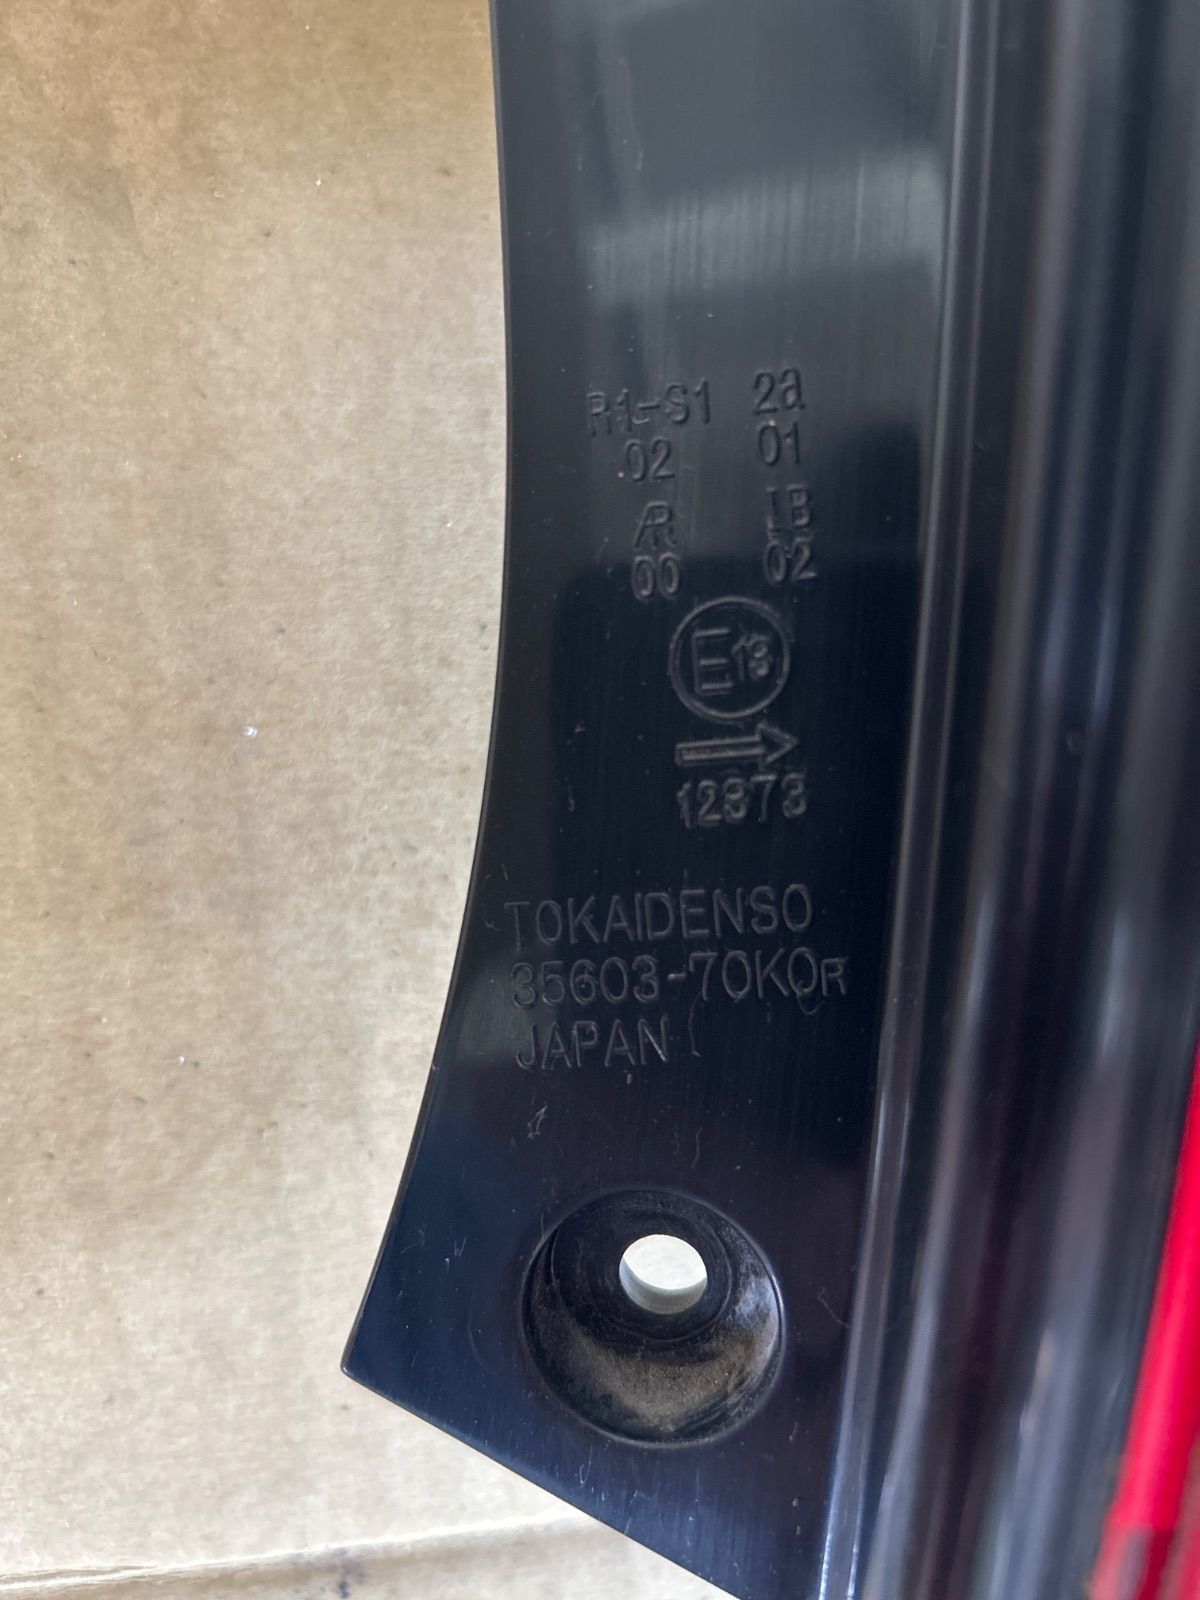 R1-S1 2a
02 01
AR IB
00 02
E13
12373
TOKAIDENSO
35603-70K0R
JAPAN